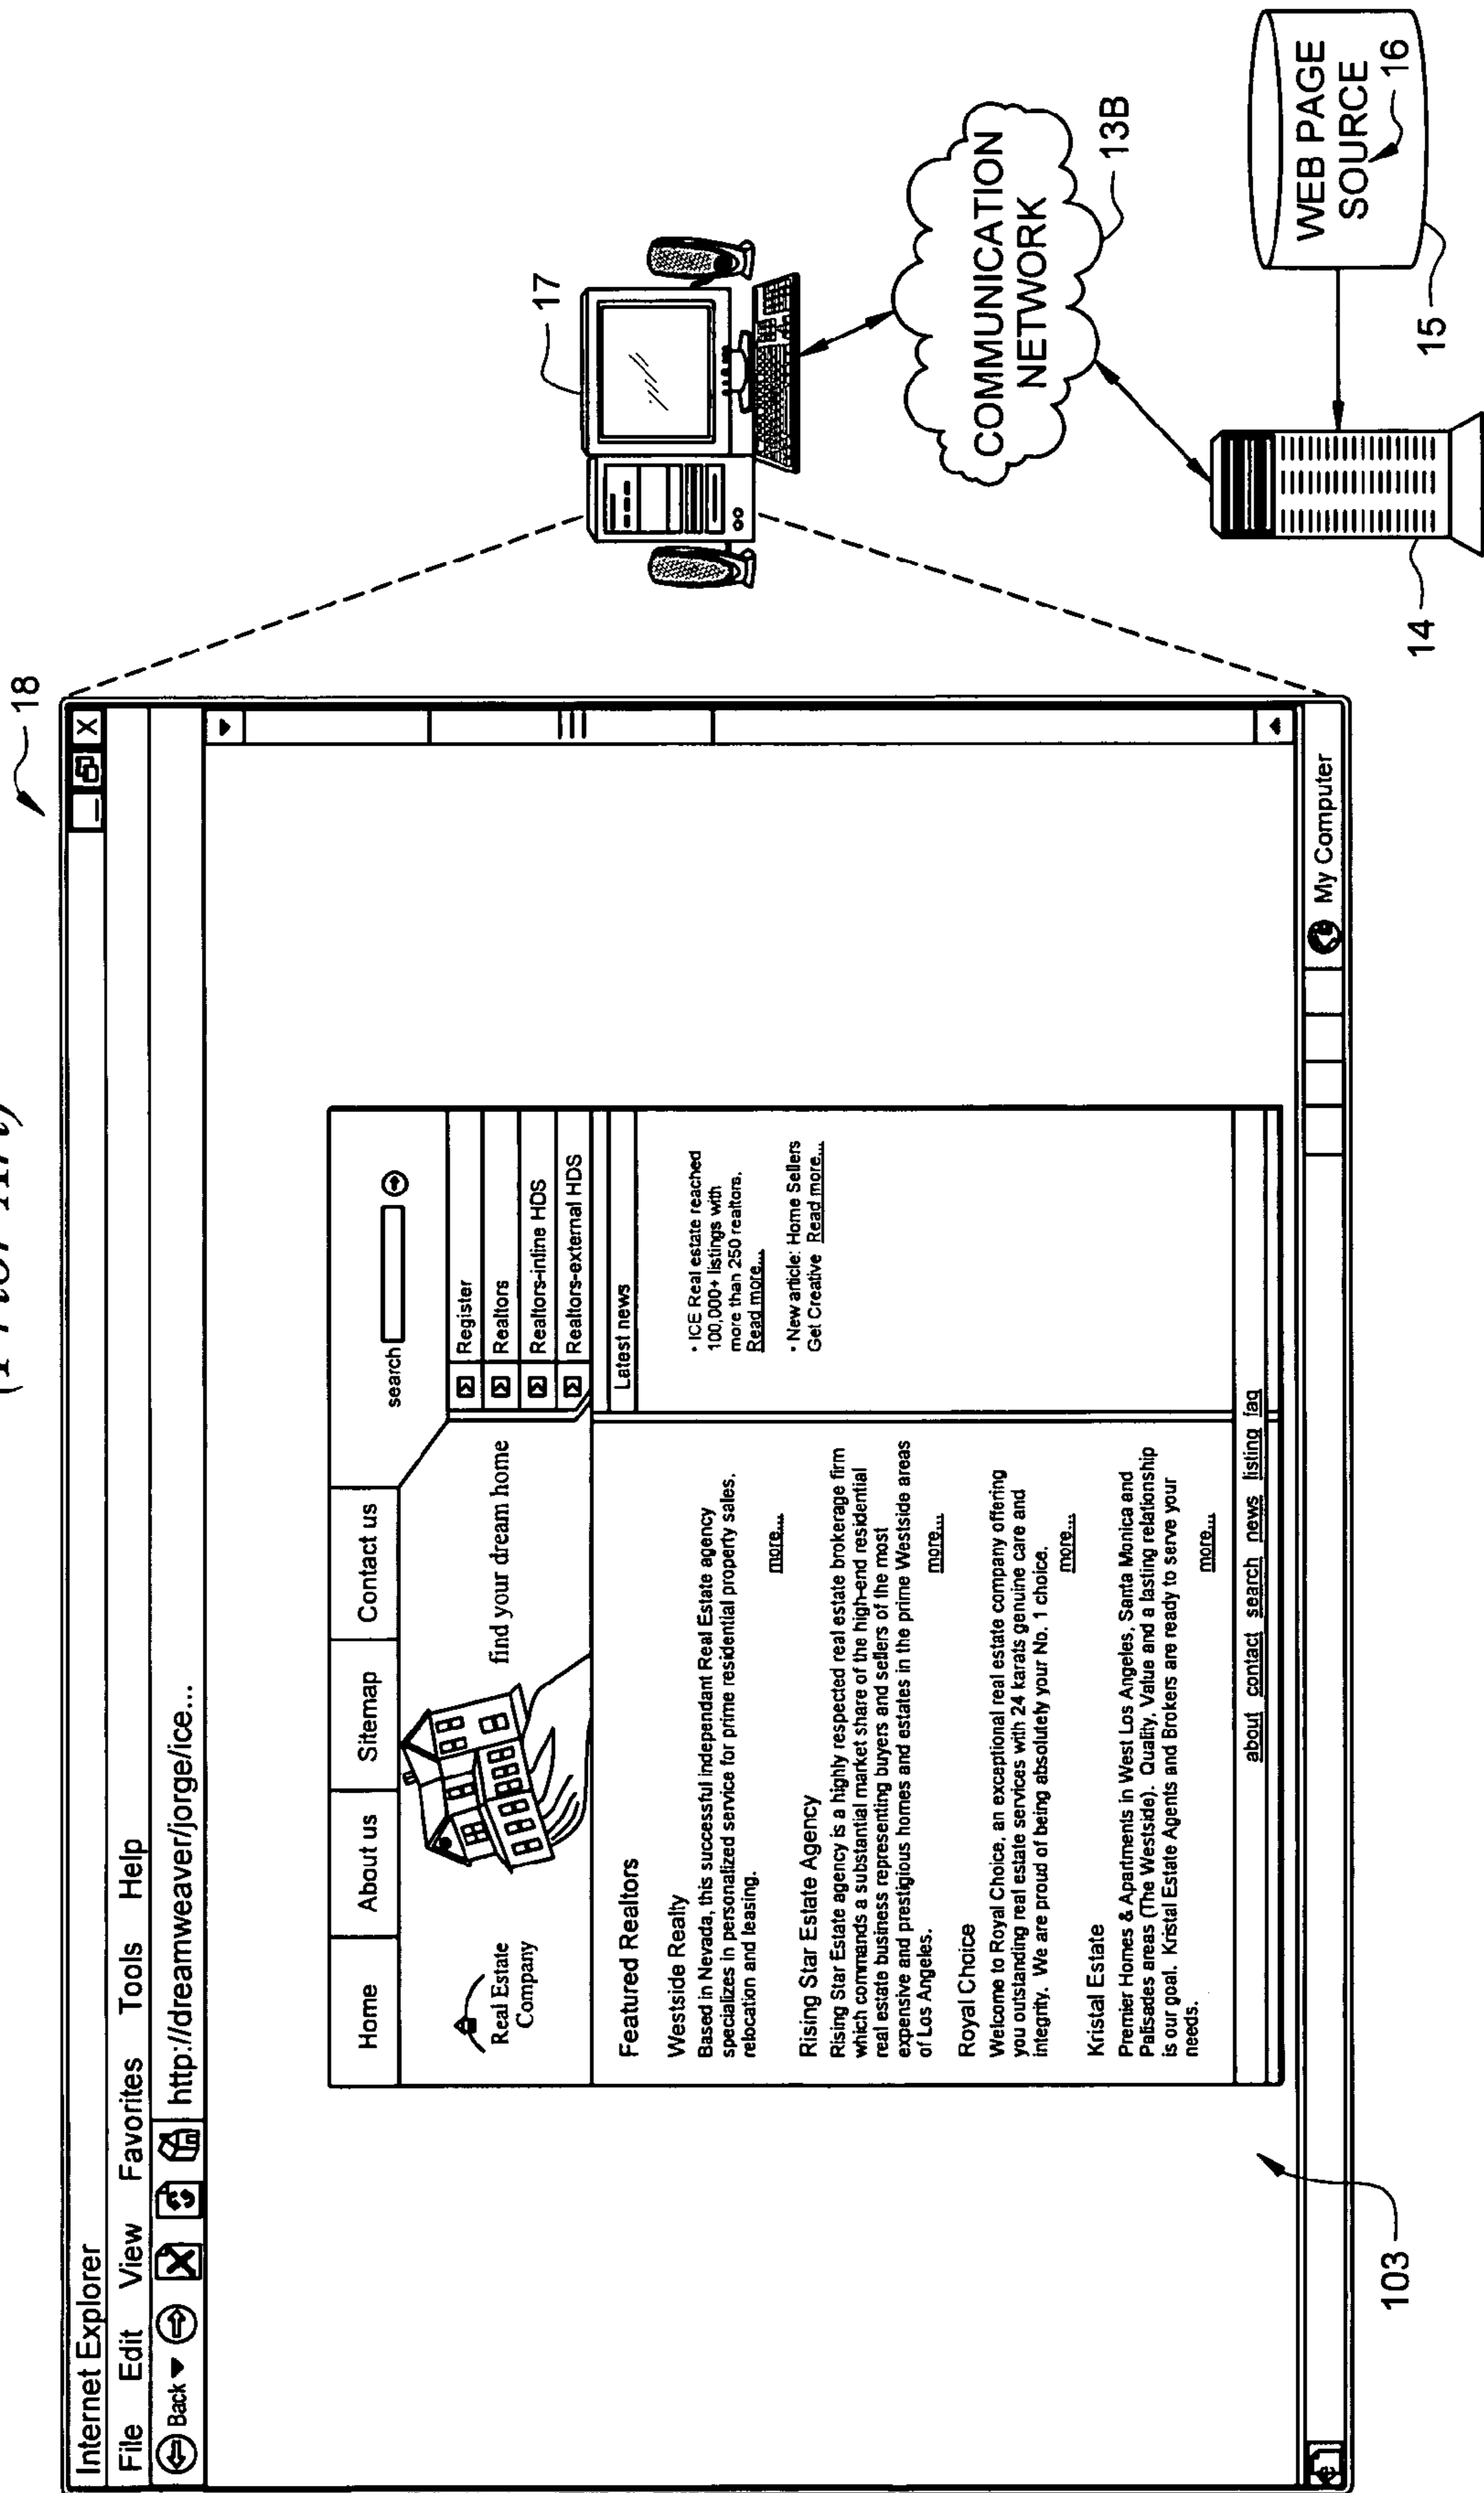 (Prior Art)
18
Internet Explorer
File Edit View Favorites Tools Help
Back http://dreamweaver/jorge/ice...
Home About us Sitemap Contact us
search
Real Estate
Company
find your dream home
Register
Realtors
Realtors-inline HDS
Realtors-external HDS
Featured Realtors
Westside Realty
Based in Nevada, this successful independant Real Estate agency
specializes in personalized service for prime residential property sales,
relocation and leasing.
more...
Rising Star Estate Agency
Rising Star Estate agency is a highly respected real estate brokerage firm
which commands a substantial market share of the high-end residential
real estate business representing buyers and sellers of the most
expensive and prestigious homes and estates in the prime Westside areas
of Los Angeles.
more...
Royal Choice
Welcome to Royal Choice, an exceptional real estate company offering
you outstanding real estate services with 24 karats genuine care and
integrity. We are proud of being absolutely your No. 1 choice.
more...
Kristal Estate
Premier Homes & Apartments in West Los Angeles, Santa Monica and
Palisades areas (The Westside). Quality, Value and a lasting relationship
is our goal. Kristal Estate Agents and Brokers are ready to serve your
needs.
more...
Latest news
• ICE Real estate reached
100,000+ listings with
more than 250 realtors.
Read more...
• New article: Home Sellers
Get Creative Read more...
about contact search news listing faq
My Computer
103
17
COMMUNICATION
NETWORK
13B
14
WEB PAGE
SOURCE
16
15